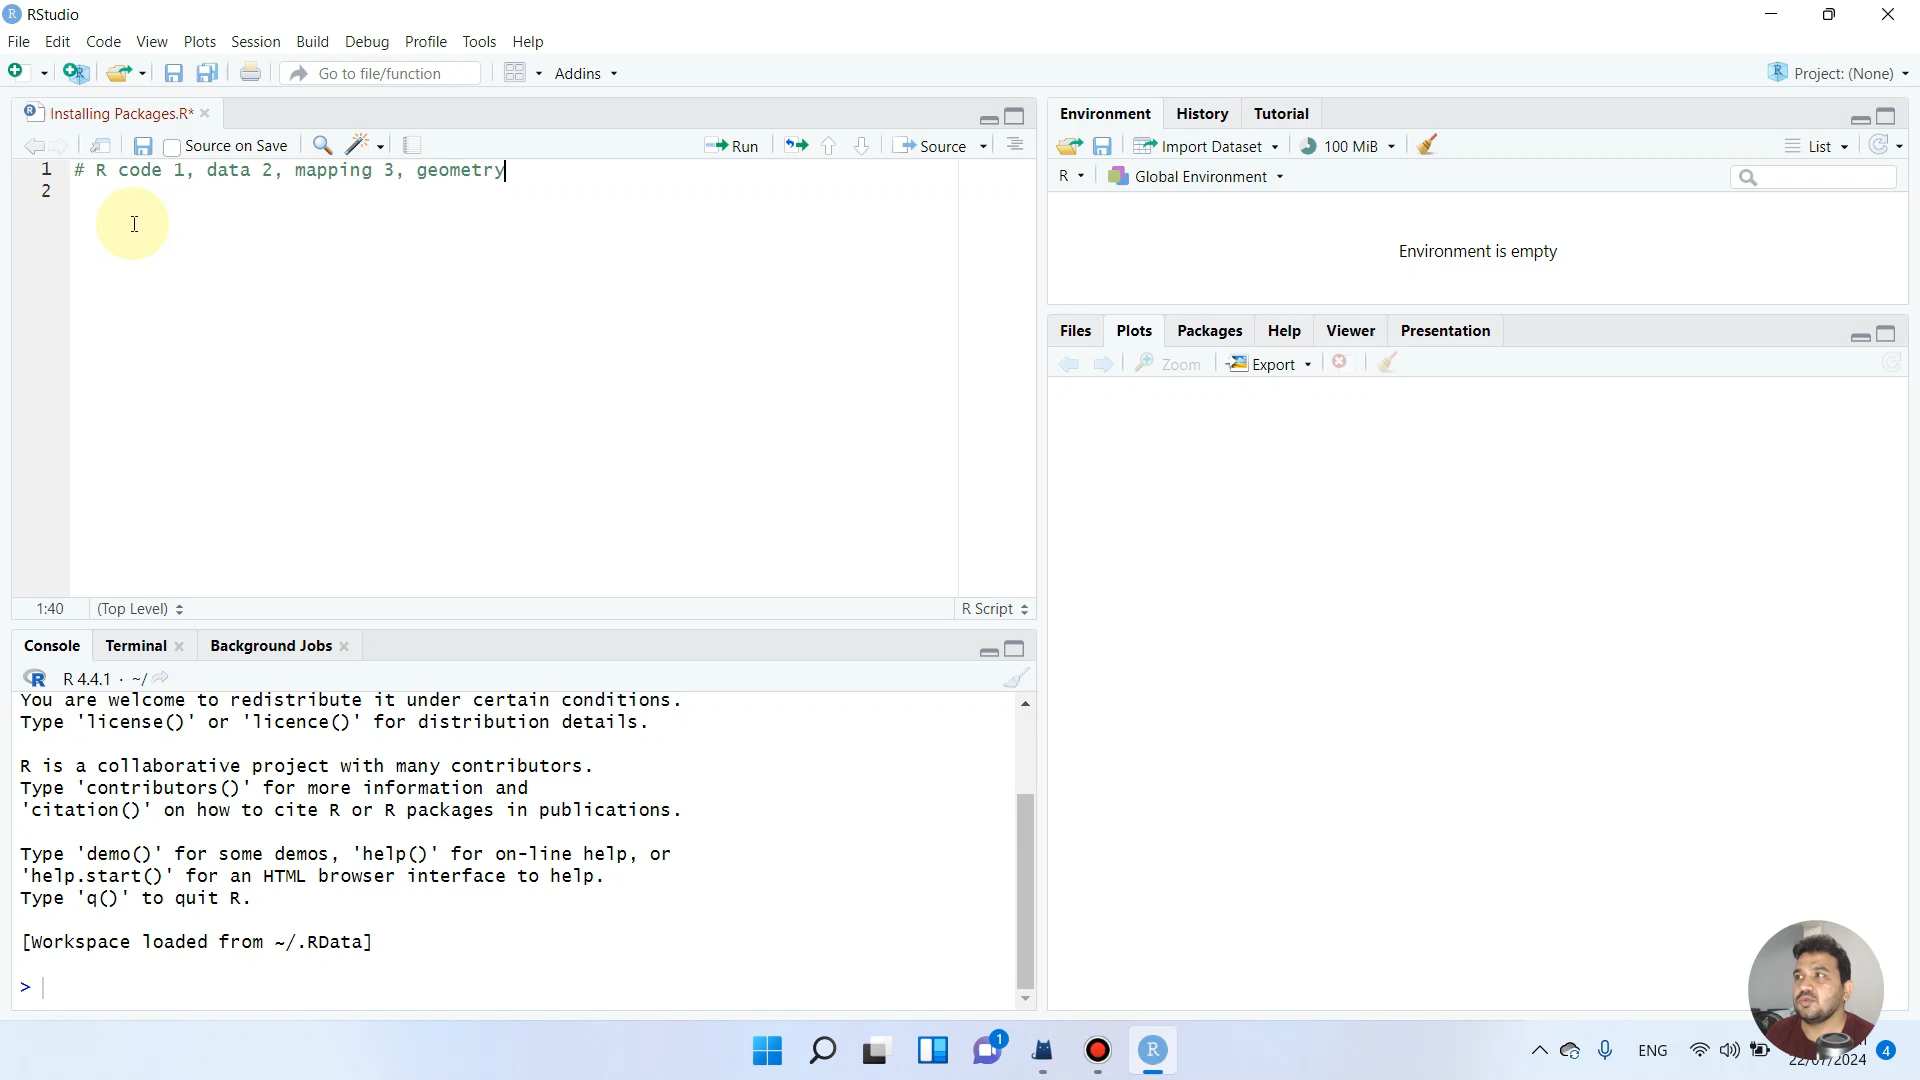 RStudio
File Edit Code View Plots Session Build Debug Profile Tools Help
Go to file/function Addins Project: (None)
Installing Packages.R*
Source on Save Run Source
1 # R code 1, data 2, mapping 3, geometry
2
1:40 (Top Level) R Script
Console Terminal Background Jobs
R 4.4.1 · ~/
You are welcome to redistribute it under certain conditions.
Type 'license()' or 'licence()' for distribution details.
R is a collaborative project with many contributors.
Type 'contributors()' for more information and
'citation()' on how to cite R or R packages in publications.
Type 'demo()' for some demos, 'help()' for on-line help, or
'help.start()' for an HTML browser interface to help.
Type 'q()' to quit R.
[Workspace loaded from ~/.RData]
>
Environment History Tutorial
Import Dataset 100 MiB List
R Global Environment
Environment is empty
Files Plots Packages Help Viewer Presentation
Zoom Export
1
ENG
22/07/2024
4